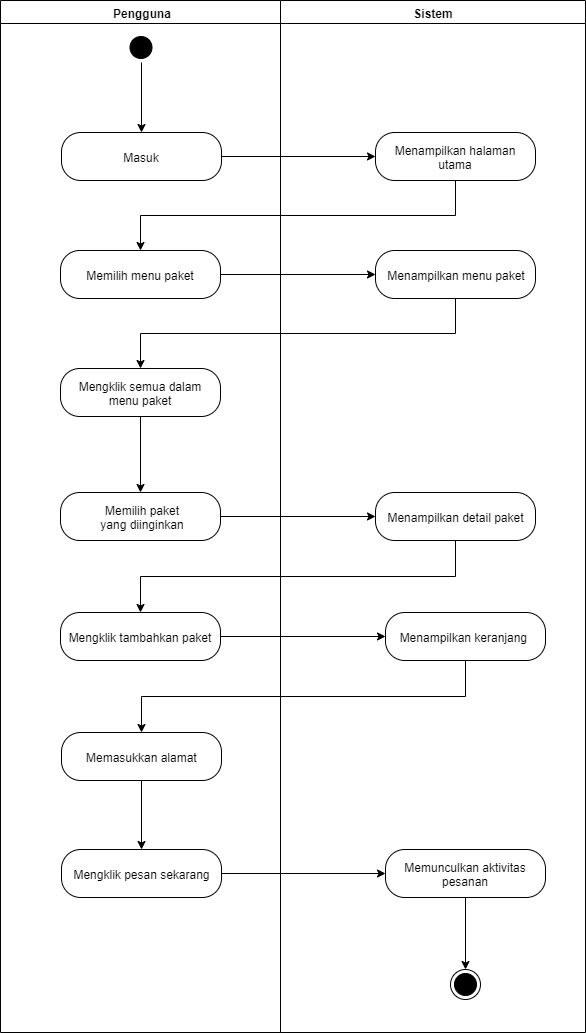 Pengguna
Sistem
Masuk
Menampilkan halaman
utama
Memilih menu paket
Menampilkan menu paket
Mengklik semua dalam
menu paket
Memilih paket
yang diinginkan
Menampilkan detail paket
Mengklik tambahkan paket
Menampilkan keranjang
Memasukkan alamat
Mengklik pesan sekarang
Memunculkan aktivitas
pesanan